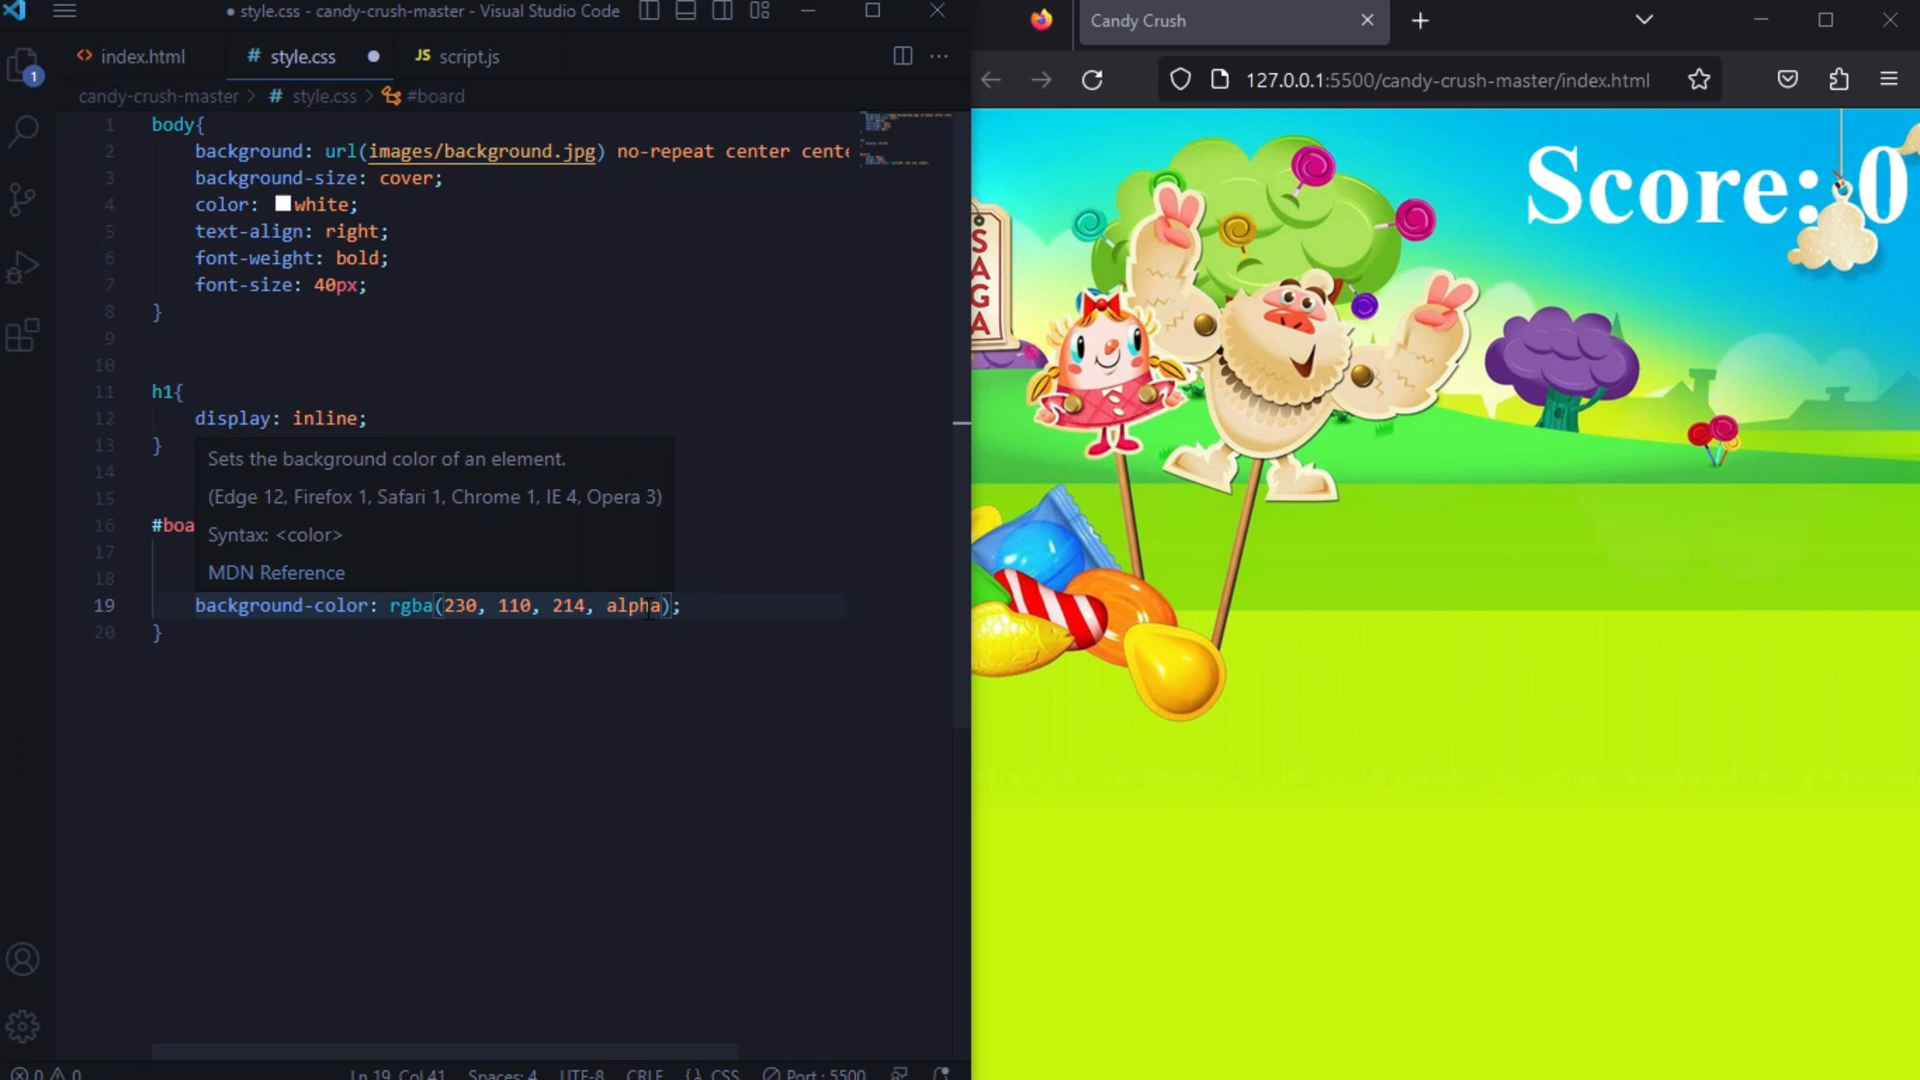 style.css - candy-crush-master - Visual Studio Code
index.html
# style.css
JS script.js
1
candy-crush-master > # style.css > #board
1 body{
2 background: url(images/background.jpg) no-repeat center cente
3 background-size: cover;
4 color: white;
5 text-align: right;
6 font-weight: bold;
7 font-size: 40px;
8 }
9
10
11 h1{
12 display: inline;
13 }
14
15
16 #boa
17
18
Sets the background color of an element.
(Edge 12, Firefox 1, Safari 1, Chrome 1, IE 4, Opera 3)
Syntax: <color>
MDN Reference
19 background-color: rgba(230, 110, 214, alpha);
20 }
0 0
Ln 19, Col 41 Spaces: 4 UTF-8 CRLF {} CSS Port : 5500
Candy Crush
127.0.0.1:5500/candy-crush-master/index.html
Score: 0
SAGA